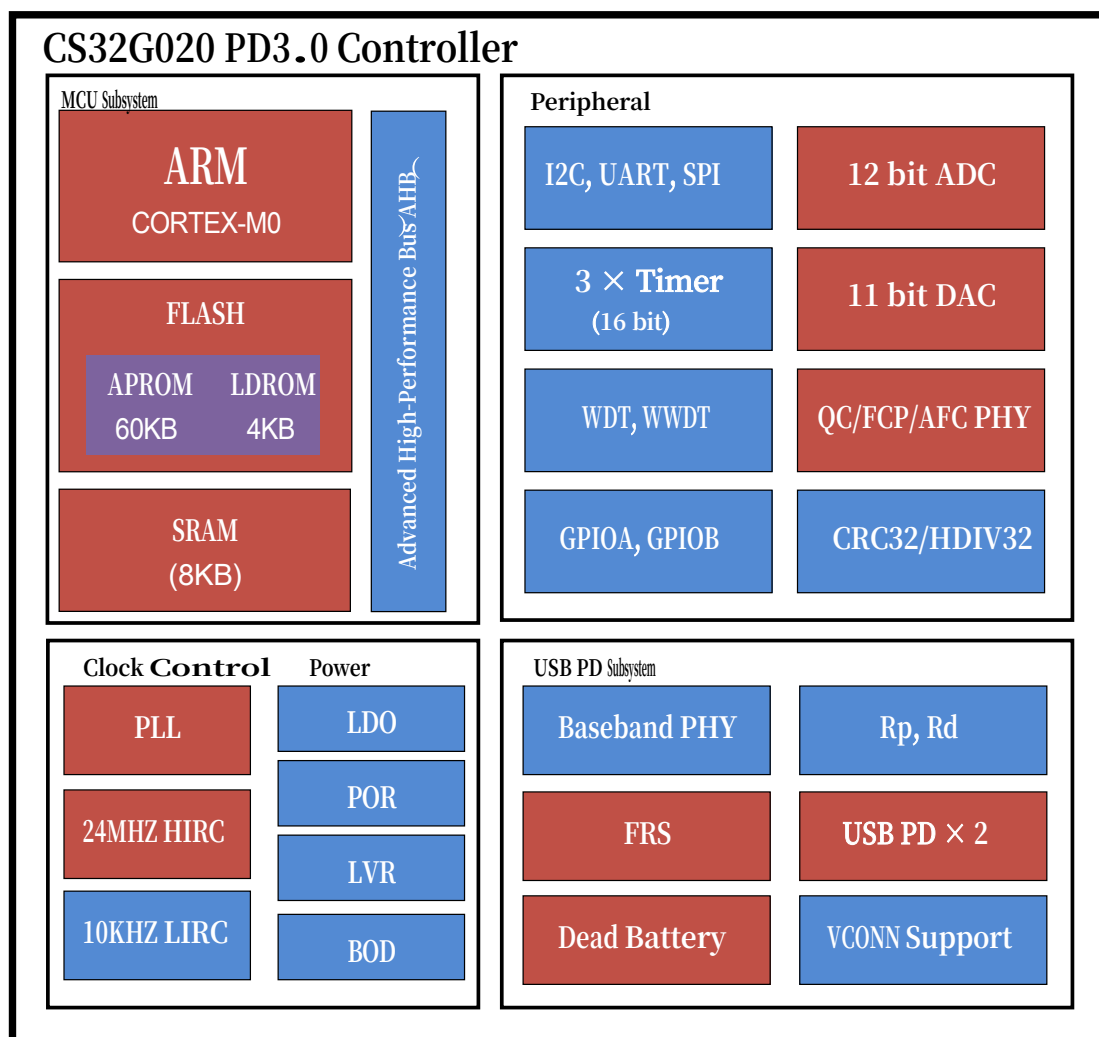 CS32G020 PD3.0 Controller
MCU Subsystem
ARM
CORTEX-M0
FLASH
APROM LDROM
60KB 4KB
SRAM
(8KB)
Advanced High-Performance Bus(AHB)
Peripheral
I2C, UART, SPI
12 bit ADC
3 × Timer
(16 bit)
11 bit DAC
WDT, WWDT
QC/FCP/AFC PHY
GPIOA, GPIOB
CRC32/HDIV32
Clock Control
PLL
24MHZ HIRC
10KHZ LIRC
Power
LDO
POR
LVR
BOD
USB PD Subsystem
Baseband PHY
Rp, Rd
FRS
USB PD × 2
Dead Battery
VCONN Support